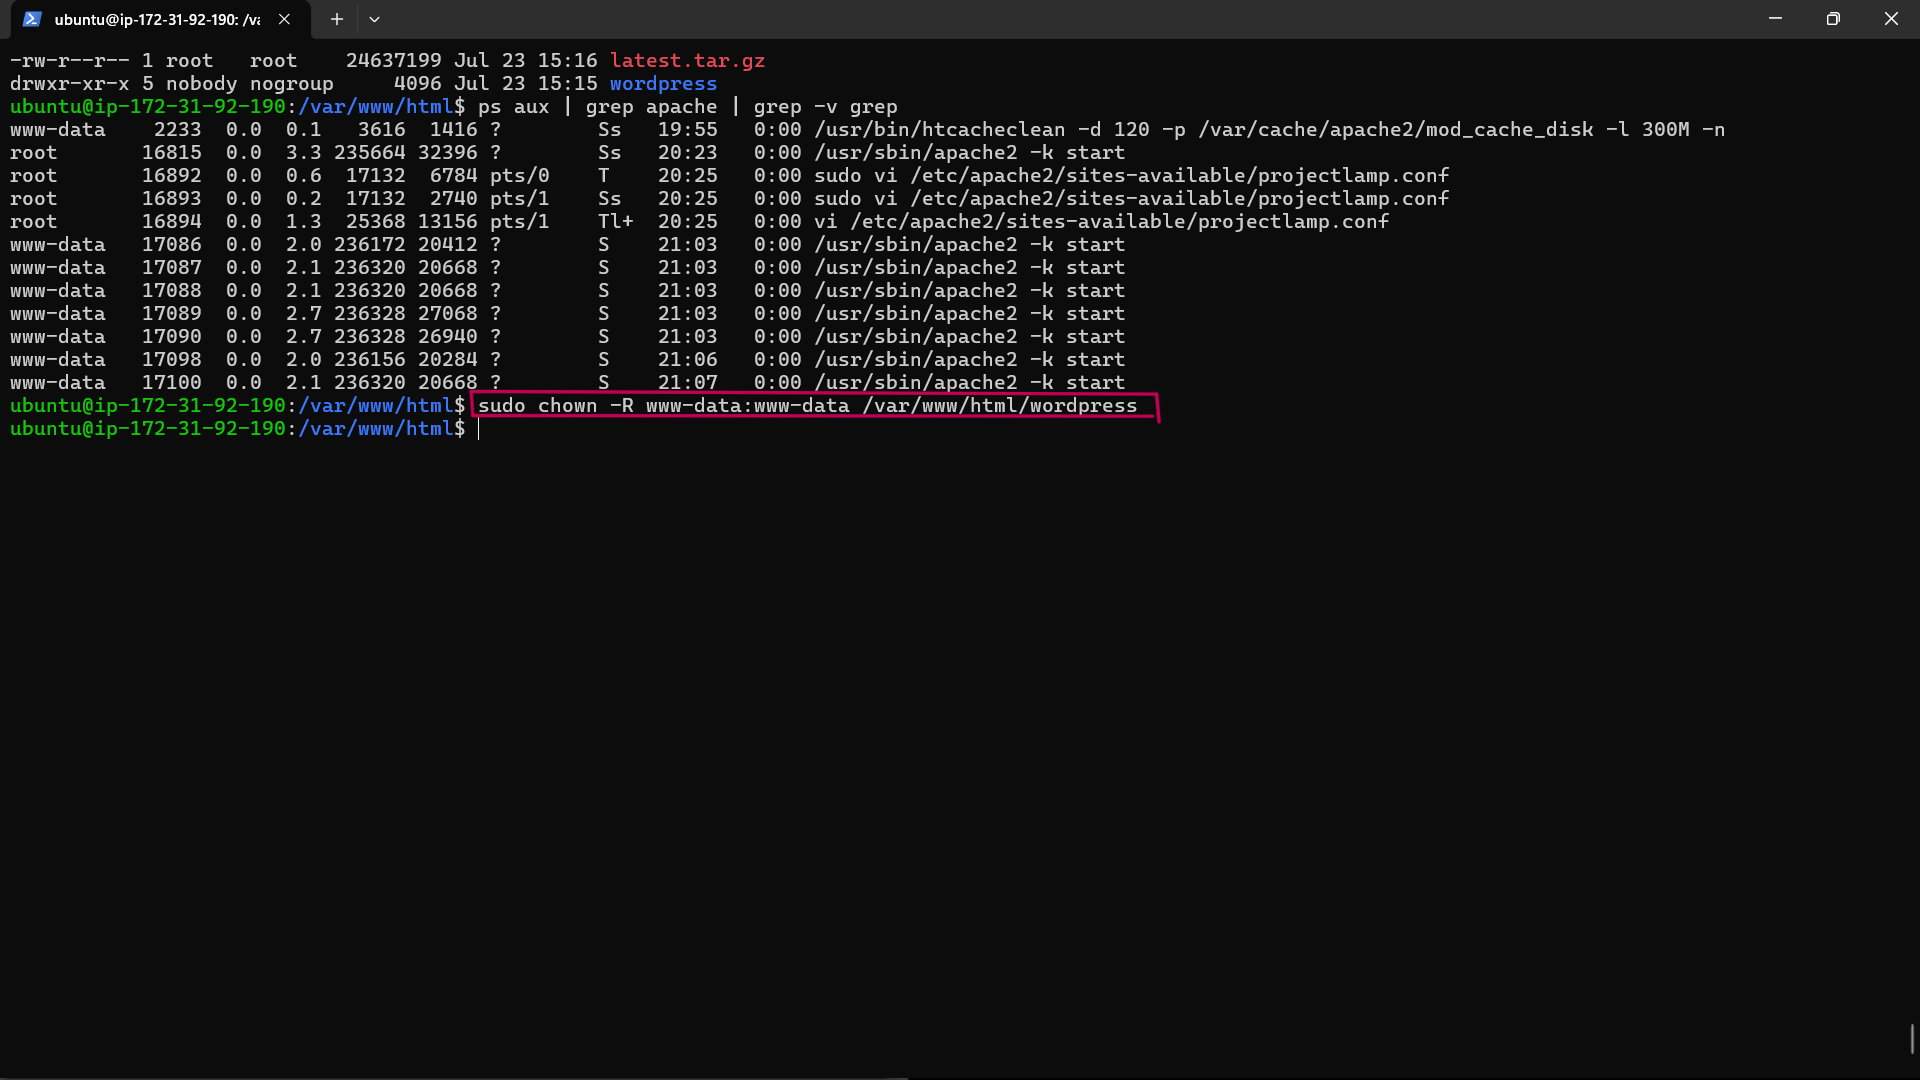 ubuntu@ip-172-31-92-190: /va
-rw-r--r-- 1 root   root    24637199 Jul 23 15:16 latest.tar.gz
drwxr-xr-x 5 nobody nogroup     4096 Jul 23 15:15 wordpress
ubuntu@ip-172-31-92-190:/var/www/html$ ps aux | grep apache | grep -v grep
www-data    2233  0.0  0.1   3616  1416 ?        Ss   19:55   0:00 /usr/bin/htcacheclean -d 120 -p /var/cache/apache2/mod_cache_disk -l 300M -n
root       16815  0.0  3.3 235664 32396 ?        Ss   20:23   0:00 /usr/sbin/apache2 -k start
root       16892  0.0  0.6  17132  6784 pts/0    T    20:25   0:00 sudo vi /etc/apache2/sites-available/projectlamp.conf
root       16893  0.0  0.2  17132  2740 pts/1    Ss   20:25   0:00 sudo vi /etc/apache2/sites-available/projectlamp.conf
root       16894  0.0  1.3  25368 13156 pts/1    Tl+  20:25   0:00 vi /etc/apache2/sites-available/projectlamp.conf
www-data   17086  0.0  2.0 236172 20412 ?        S    21:03   0:00 /usr/sbin/apache2 -k start
www-data   17087  0.0  2.1 236320 20668 ?        S    21:03   0:00 /usr/sbin/apache2 -k start
www-data   17088  0.0  2.1 236320 20668 ?        S    21:03   0:00 /usr/sbin/apache2 -k start
www-data   17089  0.0  2.7 236328 27068 ?        S    21:03   0:00 /usr/sbin/apache2 -k start
www-data   17090  0.0  2.7 236328 26940 ?        S    21:03   0:00 /usr/sbin/apache2 -k start
www-data   17098  0.0  2.0 236156 20284 ?        S    21:06   0:00 /usr/sbin/apache2 -k start
www-data   17100  0.0  2.1 236320 20668 ?        S    21:07   0:00 /usr/sbin/apache2 -k start
ubuntu@ip-172-31-92-190:/var/www/html$ sudo chown -R www-data:www-data /var/www/html/wordpress
ubuntu@ip-172-31-92-190:/var/www/html$